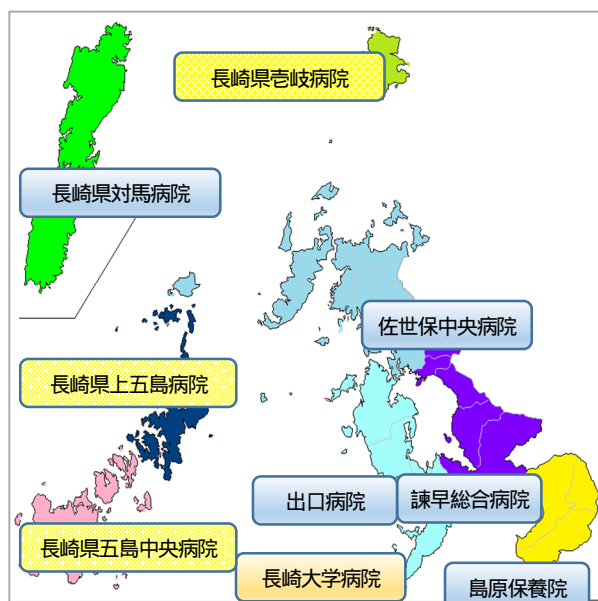 長崎県壱岐病院
長崎県対馬病院
佐世保中央病院
長崎県上五島病院
出口病院
諫早総合病院
長崎県五島中央病院
長崎大学病院
島原保養院